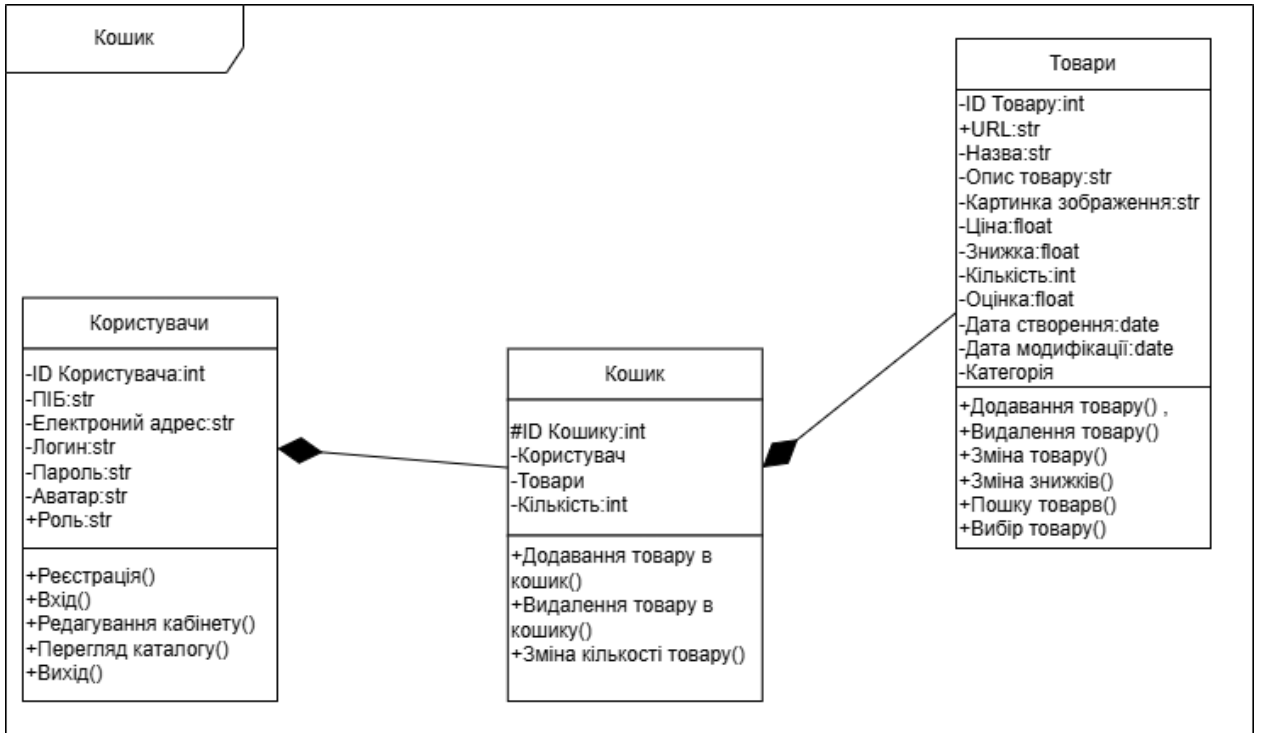 Кошик
Користувачи
-ID Користувача:int
-ПІБ:str
-Електроний адрес:str
-Логин:str
-Пароль:str
-Аватар:str
+Роль:str
+Реєстрація()
+Вхід()
+Редагування кабінету()
+Перегляд каталогу()
+Вихід()
Кошик
#ID Кошику:int
-Користувач
-Товари
-Кількість:int
+Додавання товару в
кошик()
+Видалення товару в
кошику()
+Зміна кількості товару()
Товари
-ID Товару:int
+URL:str
-Назва:str
-Опис товару:str
-Картинка зображення:str
-Ціна:float
-Знижка:float
-Кількість:int
-Оцінка:float
-Дата створення:date
-Дата модифікації:date
-Категорія
+Додавання товару() ,
+Видалення товару()
+Зміна товару()
+Зміна знижків()
+Пошку товарв()
+Вибір товару()